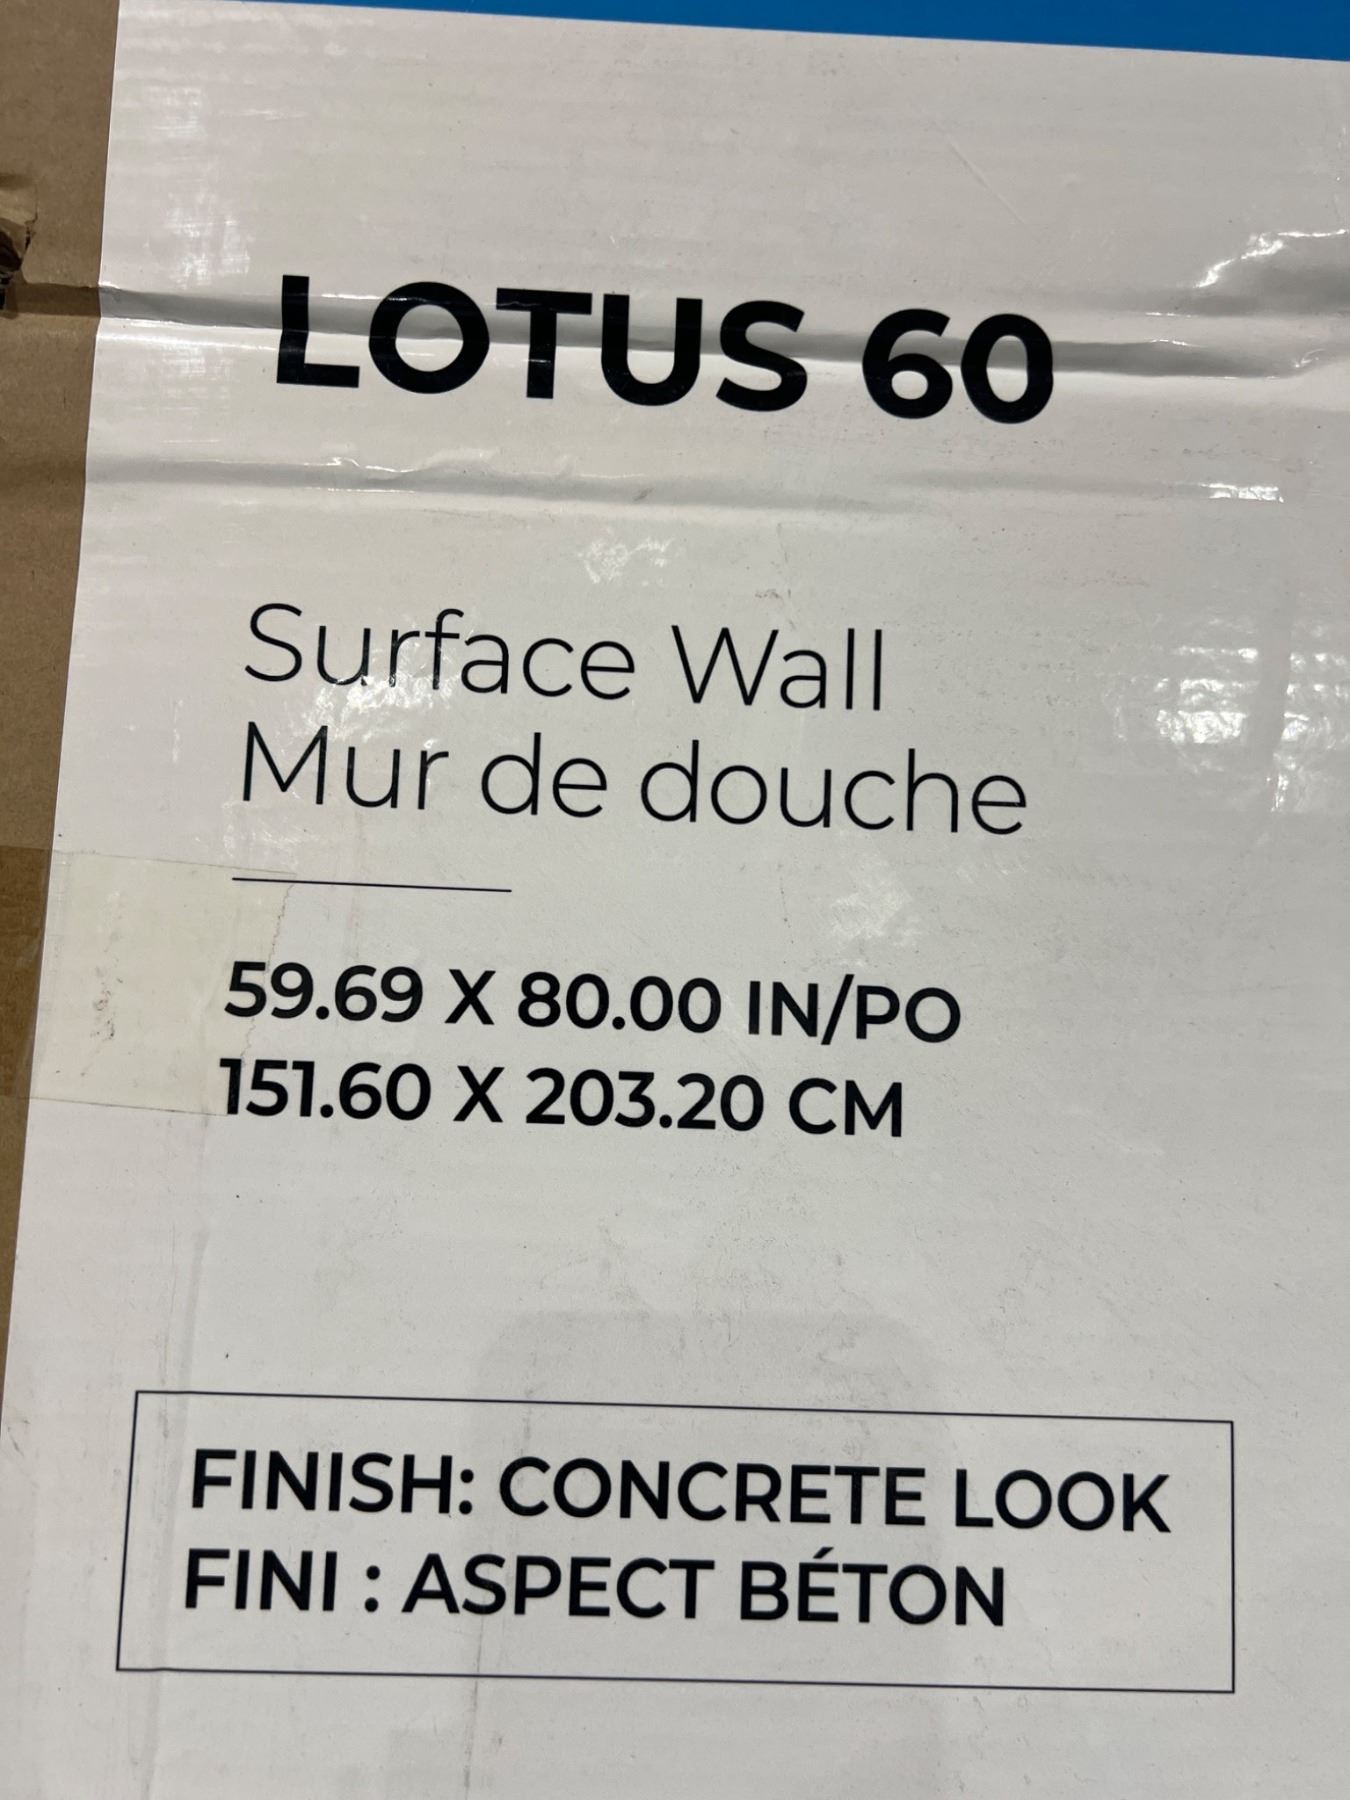 LOTUS 60
Surface Wall
Mur de douche
59.69 X 80.00 IN/PO
151.60 X 203.20 CM
FINISH: CONCRETE LOOK
FINI : ASPECT BÉTON